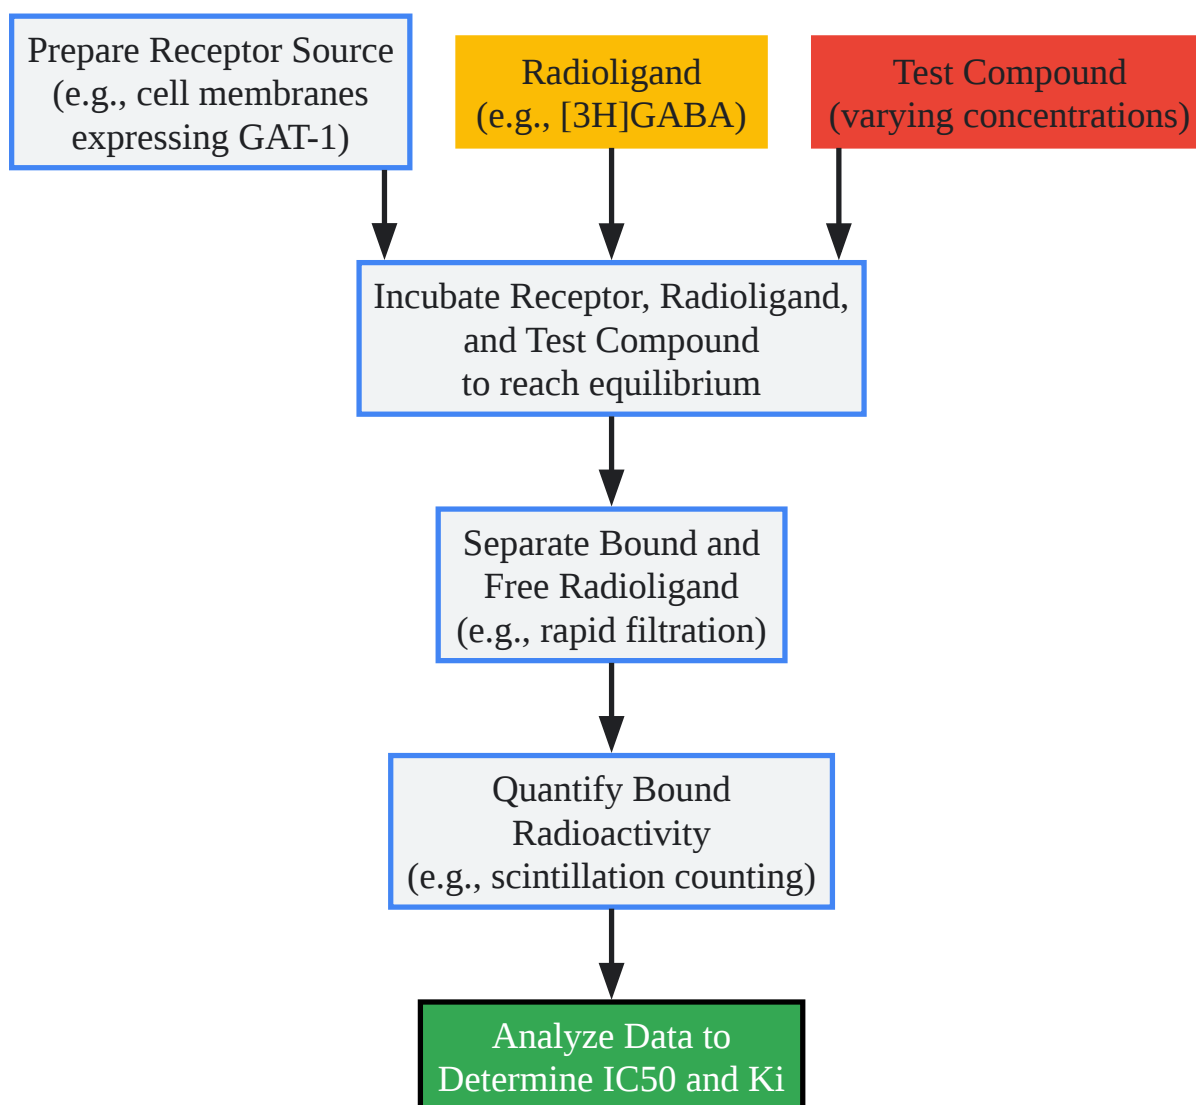 Prepare Receptor Source
(e.g., cell membranes
expressing GAT-1)
Radioligand
(e.g., [3H]GABA)
Test Compound
(varying concentrations)
Incubate Receptor, Radioligand,
and Test Compound
to reach equilibrium
Separate Bound and
Free Radioligand
(e.g., rapid filtration)
Quantify Bound
Radioactivity
(e.g., scintillation counting)
Analyze Data to
Determine IC50 and Ki